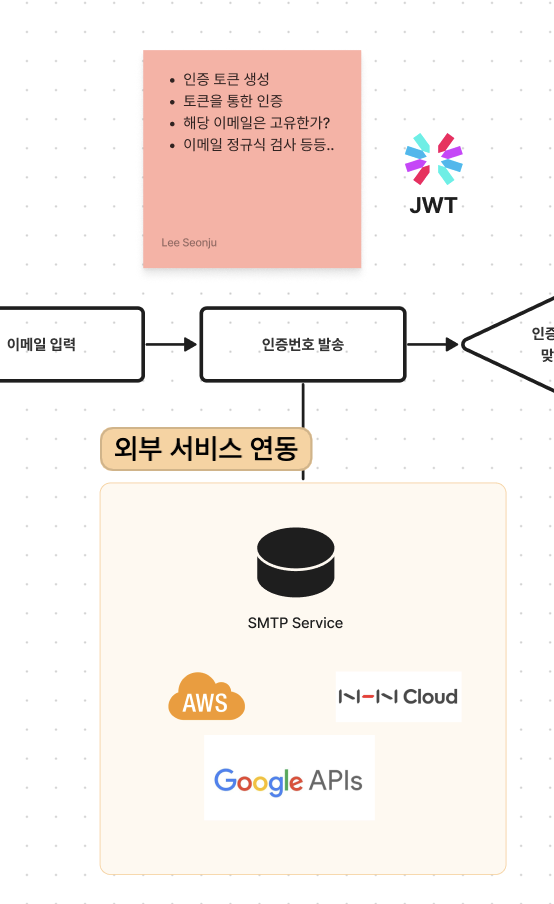 인증 토큰 생성
토큰을 통한 인증
해당 이메일은 고유한가?
이메일 정규식 검사 등등..
Lee Seonju
JWT
이메일 입력
인증번호 발송
외부 서비스 연동
SMTP Service
AWS
NHN Cloud
Google APIs